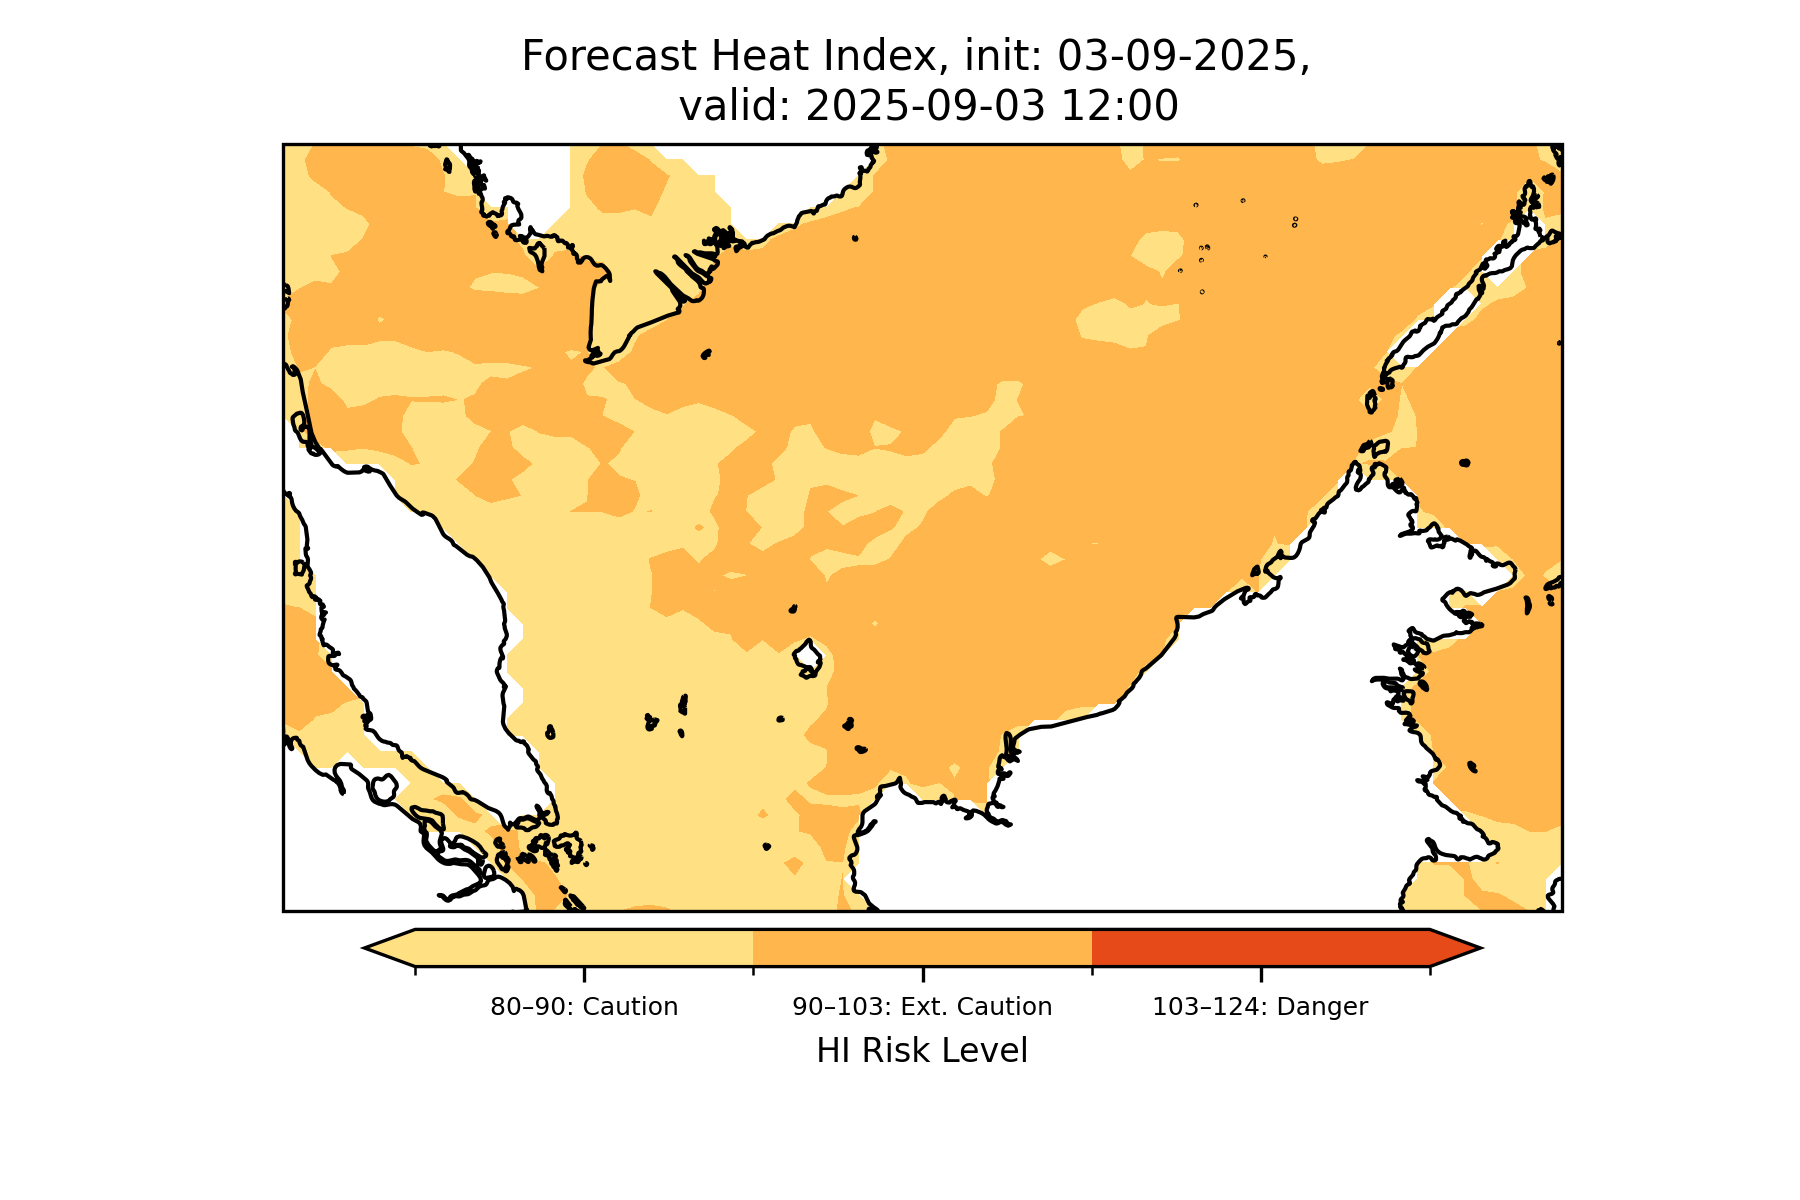 Forecast Heat Index, init: 03-09-2025,
valid: 2025-09-03 12:00
80–90: Caution
90–103: Ext. Caution
103–124: Danger
HI Risk Level